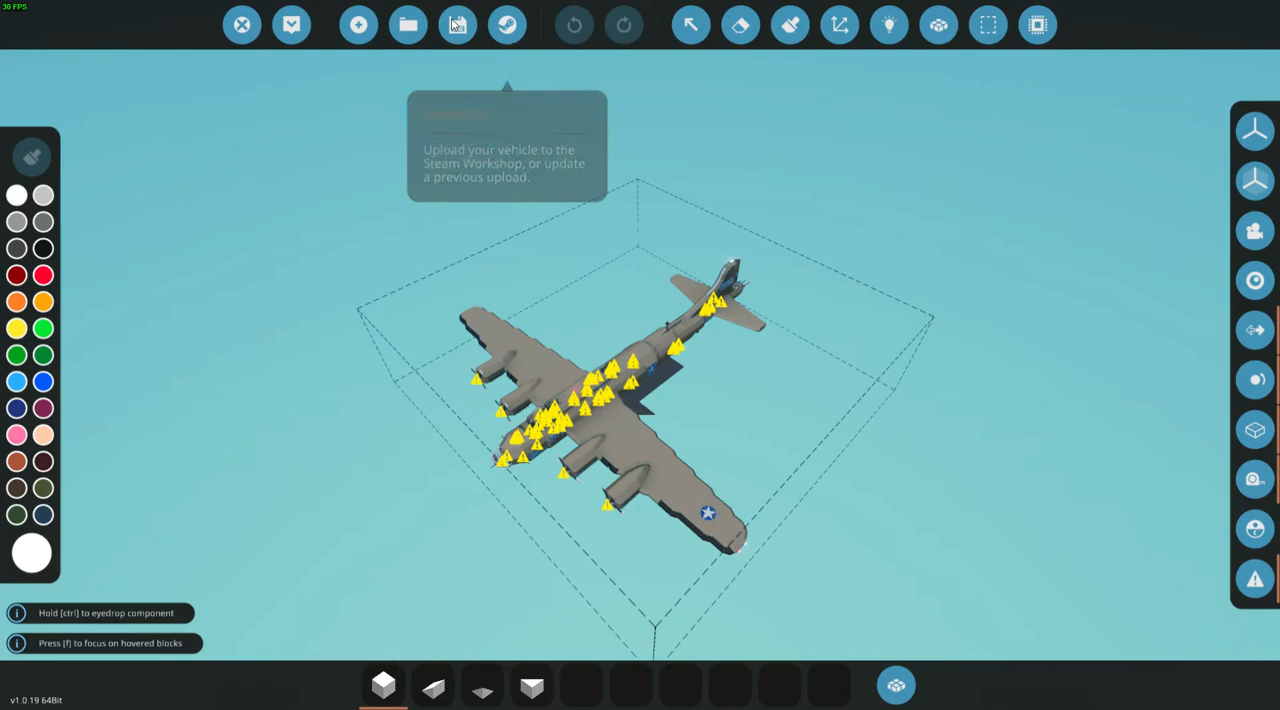 30 FPS
Upload your vehicle to the
Steam Workshop, or update
a previous upload.
Hold [ctrl] to eyedrop component
Press [f] to focus on hovered blocks
v1.0.19 64Bit